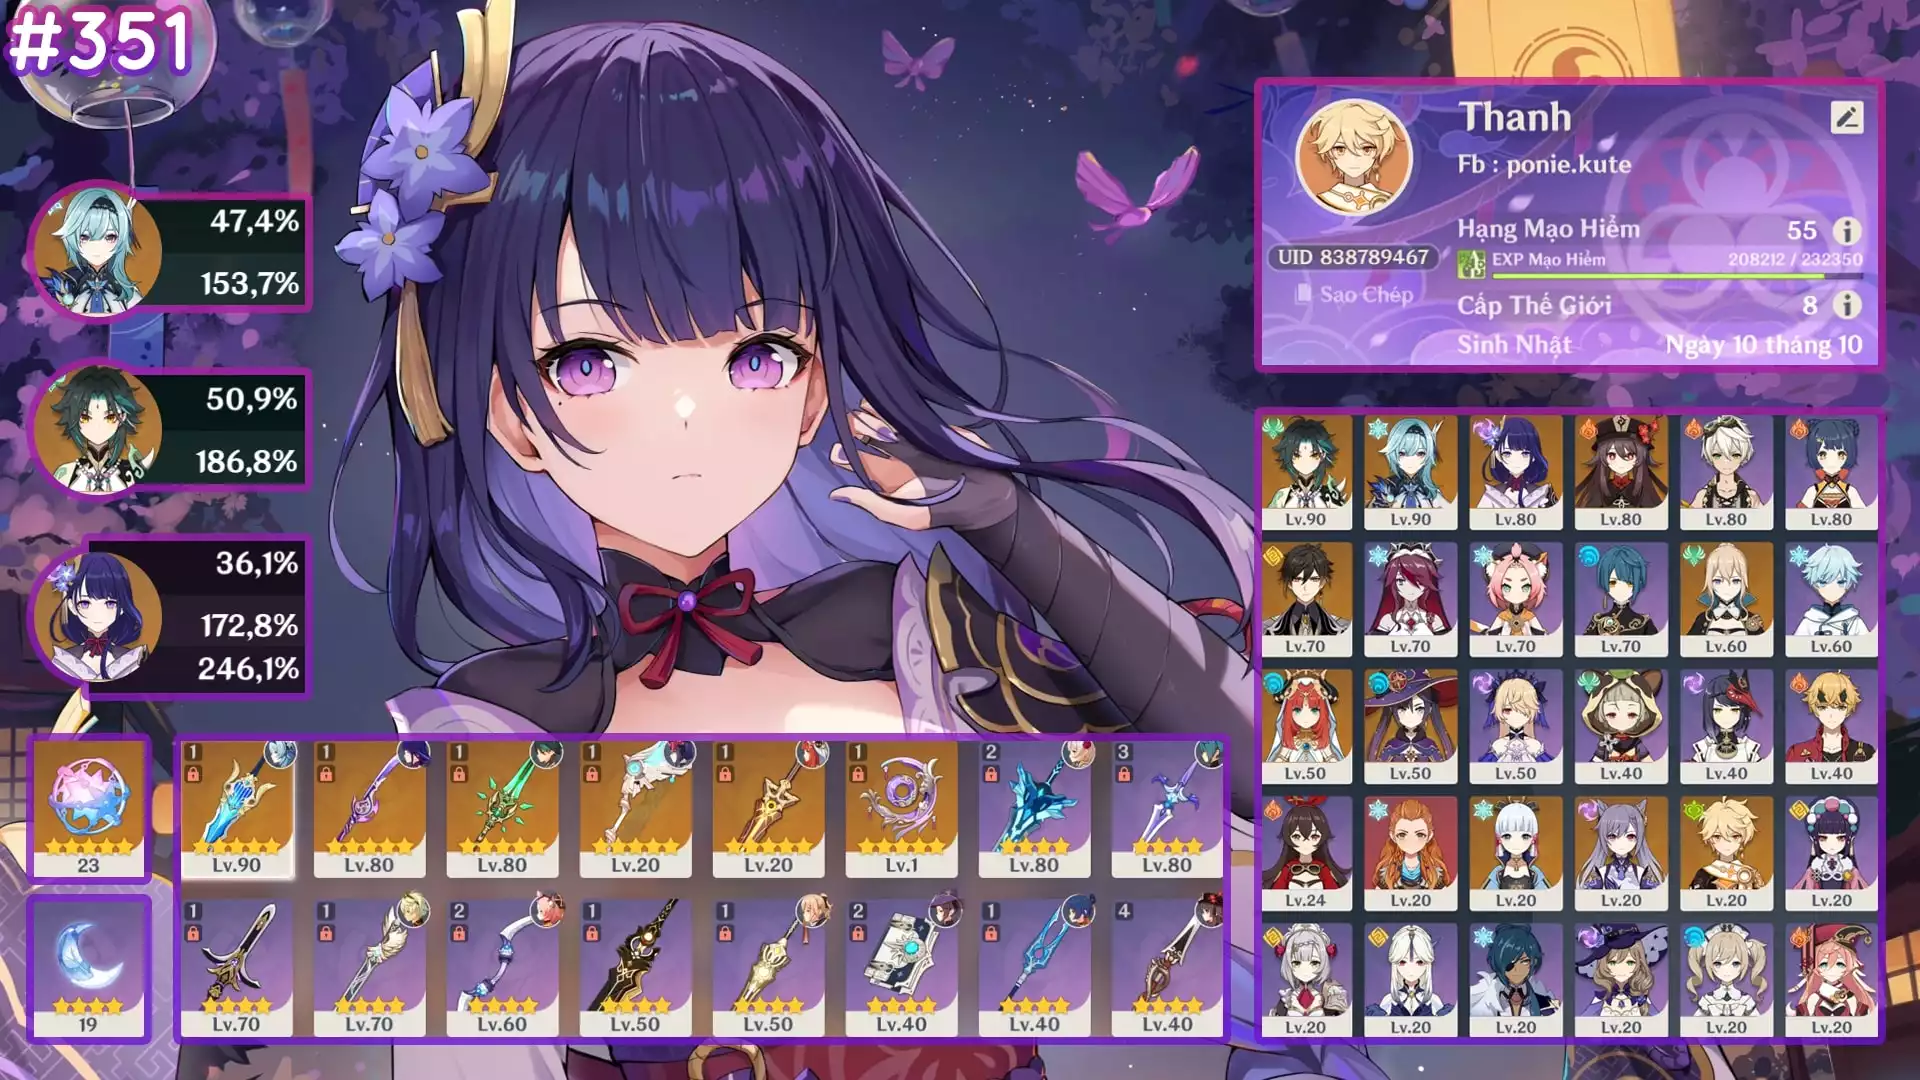 #351
47,4%
153,7%
50,9%
186,8%
36,1%
172,8%
246,1%
Thanh
Fb : ponie.kute
UID 838789467
Sao Chép
Hạng Mạo Hiểm 55
EXP Mạo Hiểm 208212 / 232350
Cấp Thế Giới 8
Sinh Nhật Ngày 10 tháng 10
Lv.90 Lv.90 Lv.80 Lv.80 Lv.80 Lv.80
Lv.70 Lv.70 Lv.70 Lv.70 Lv.60 Lv.60
Lv.50 Lv.50 Lv.50 Lv.40 Lv.40 Lv.40
Lv.24 Lv.20 Lv.20 Lv.20 Lv.20 Lv.20
Lv.20 Lv.20 Lv.20 Lv.20 Lv.20 Lv.20
23
19
1 1 1 1 1 1 2 3
Lv.90 Lv.80 Lv.80 Lv.20 Lv.20 Lv.1 Lv.80 Lv.80
1 1 2 1 1 2 1 4
Lv.70 Lv.70 Lv.60 Lv.50 Lv.50 Lv.40 Lv.40 Lv.40